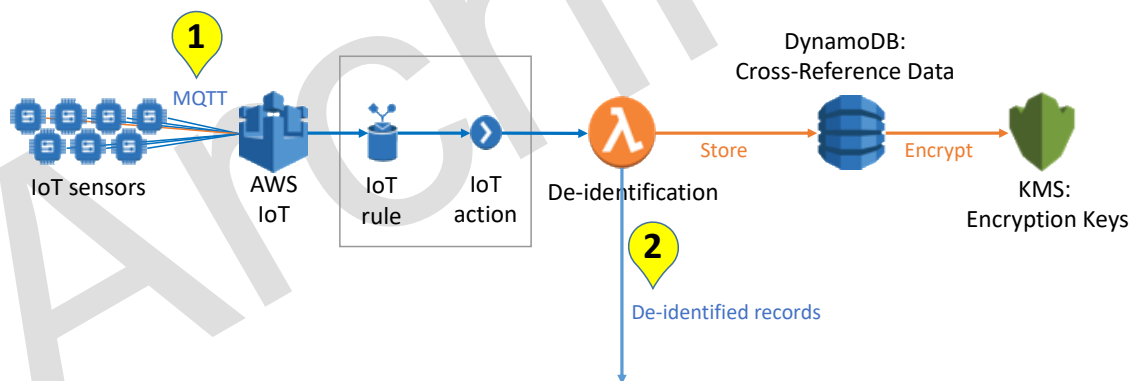 1
MQTT
IoT sensors
AWS
IoT
IoT
rule
IoT
action
De-identification
Store
DynamoDB:
Cross-Reference Data
Encrypt
KMS:
Encryption Keys
2
De-identified records